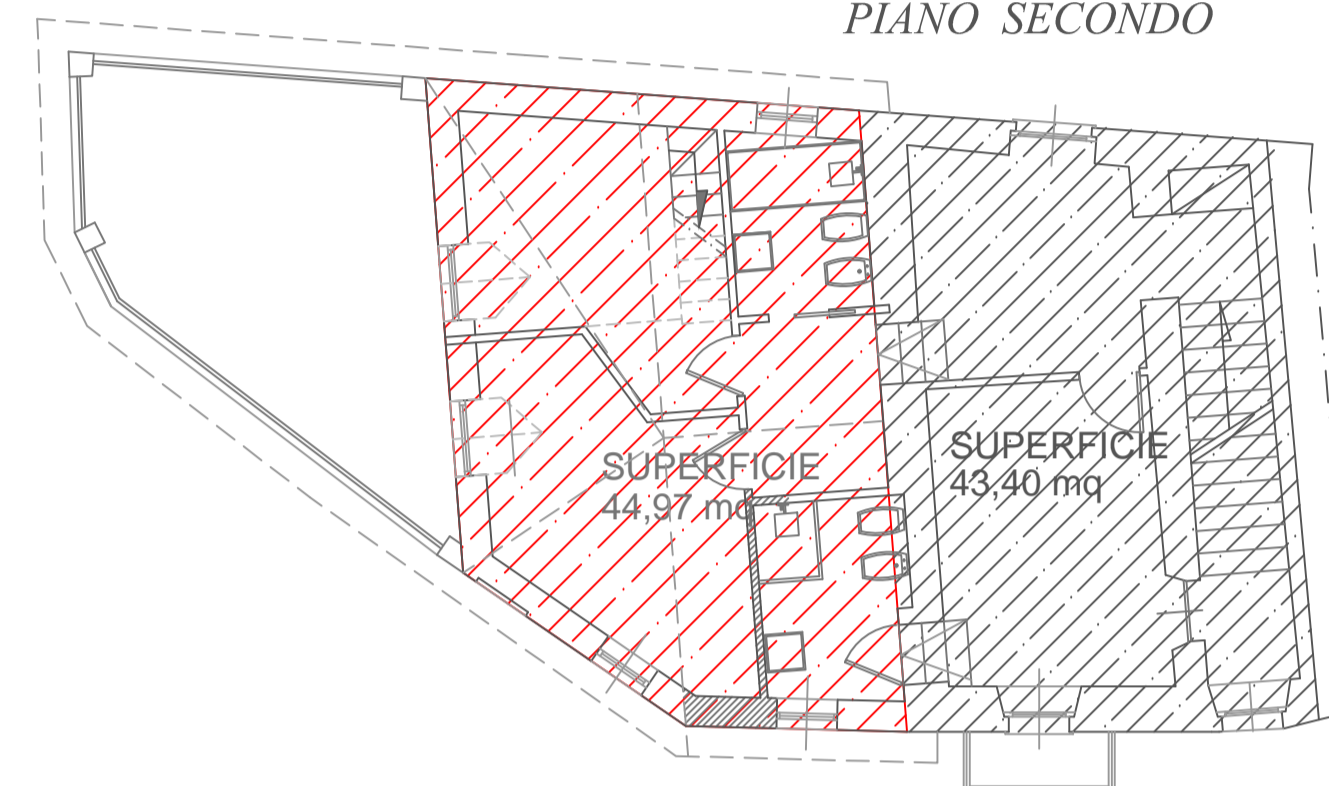 PIANO SECONDO
SUPERFICIE
44,97 mq
SUPERFICIE
43,40 mq